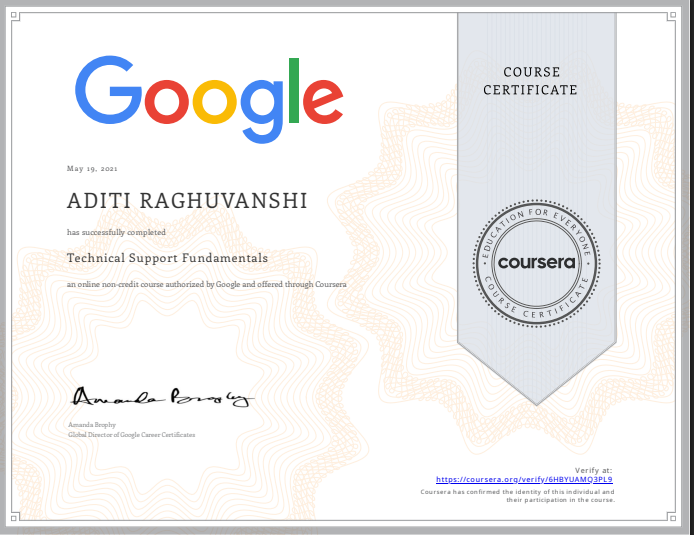 Google
COURSE
CERTIFICATE
May 19, 2021
ADITI RAGHUVANSHI
has successfully completed
Technical Support Fundamentals
an online non-credit course authorized by Google and offered through Coursera
EDUCATION FOR EVERYONE
coursera
COURSE CERTIFICATE
Amanda Brophy
Amanda Brophy
Global Director of Google Career Certificates
Verify at:
https://coursera.org/verify/6HBYUAMQ3PL9
Coursera has confirmed the identity of this individual and
their participation in the course.